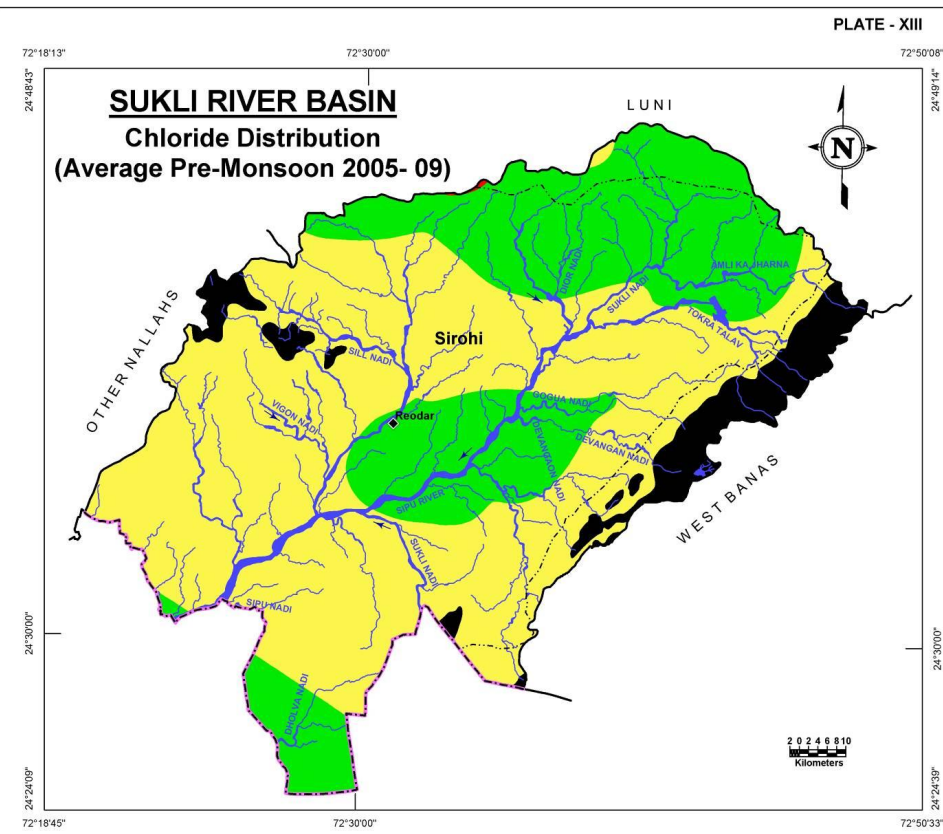 PLATE - XIII
72°18'13"
72°30'00"
72°50'08"
24°48'43"
24°49'14"
SUKLI RIVER BASIN
Chloride Distribution
(Average Pre-Monsoon 2005- 09)
LUNI
N
AMLI KA JHARNA
DIOR NADI
SUKLI NADI
TOKRA TALAV
OTHER NALLAHS
Sirohi
SILL NADI
GOGUA NADI
VIGON NADI
Reodar
DEVANGAN NADI
DEVANGAON NADI
WEST BANAS
SIPU RIVER
SUKLI NADI
SIPU NADI
24°30'00"
24°30'00"
DHOLVA NADI
2 0 2 4 6 8 10
Kilometers
24°24'09"
24°24'39"
72°18'45"
72°30'00"
72°50'33"